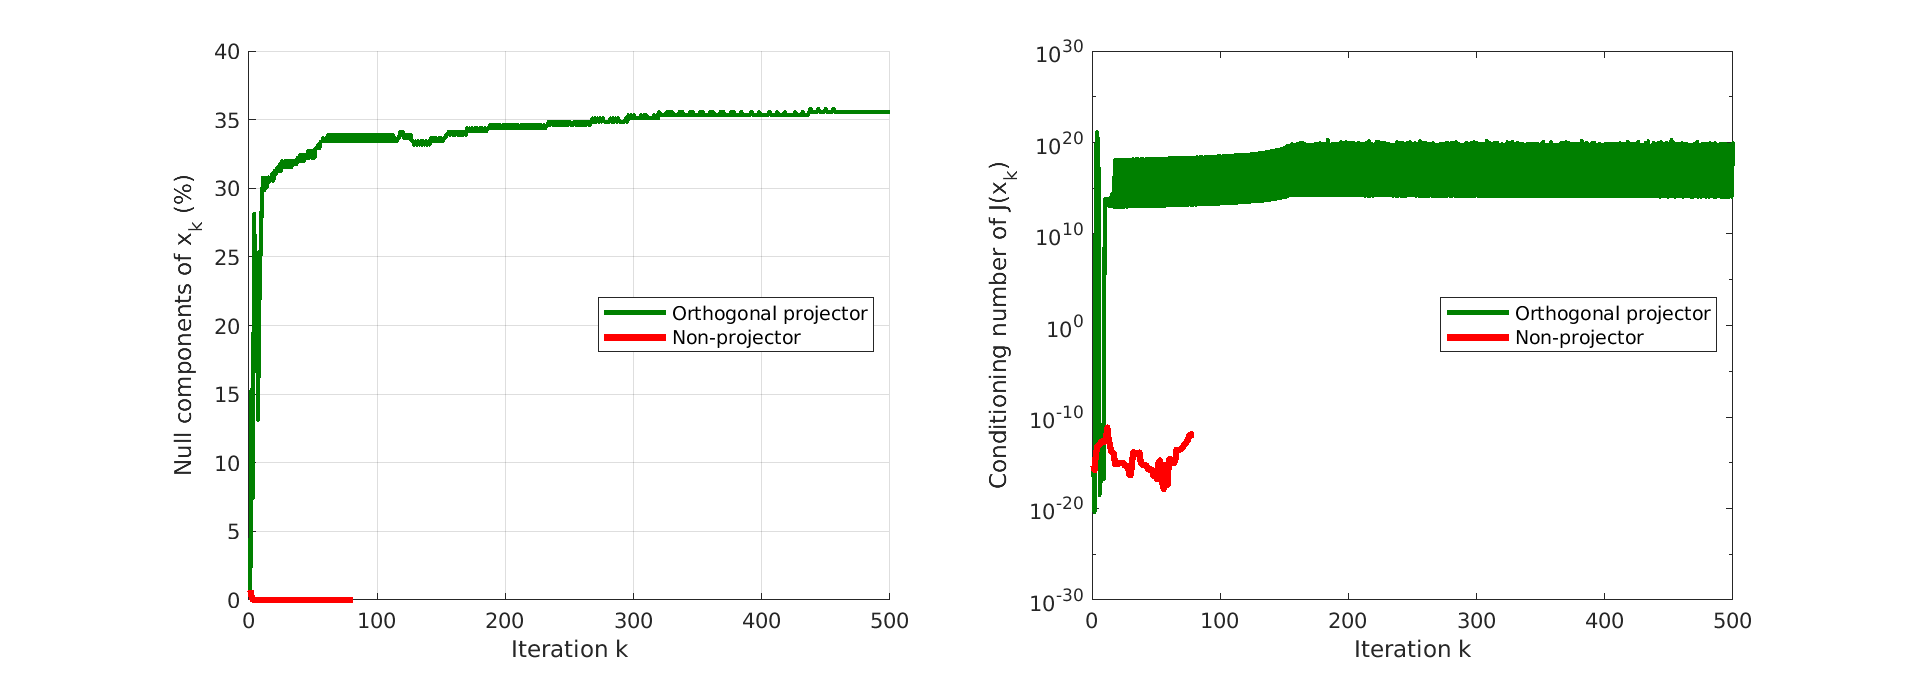 Null components of x_k (%)
40
35
30
25
20
15
10
5
0
0 100 200 300 400 500
Iteration k
Orthogonal projector
Non-projector
Conditioning number of J(x_k)
10^30
10^20
10^10
10^0
10^-10
10^-20
10^-30
0 100 200 300 400 500
Iteration k
Orthogonal projector
Non-projector